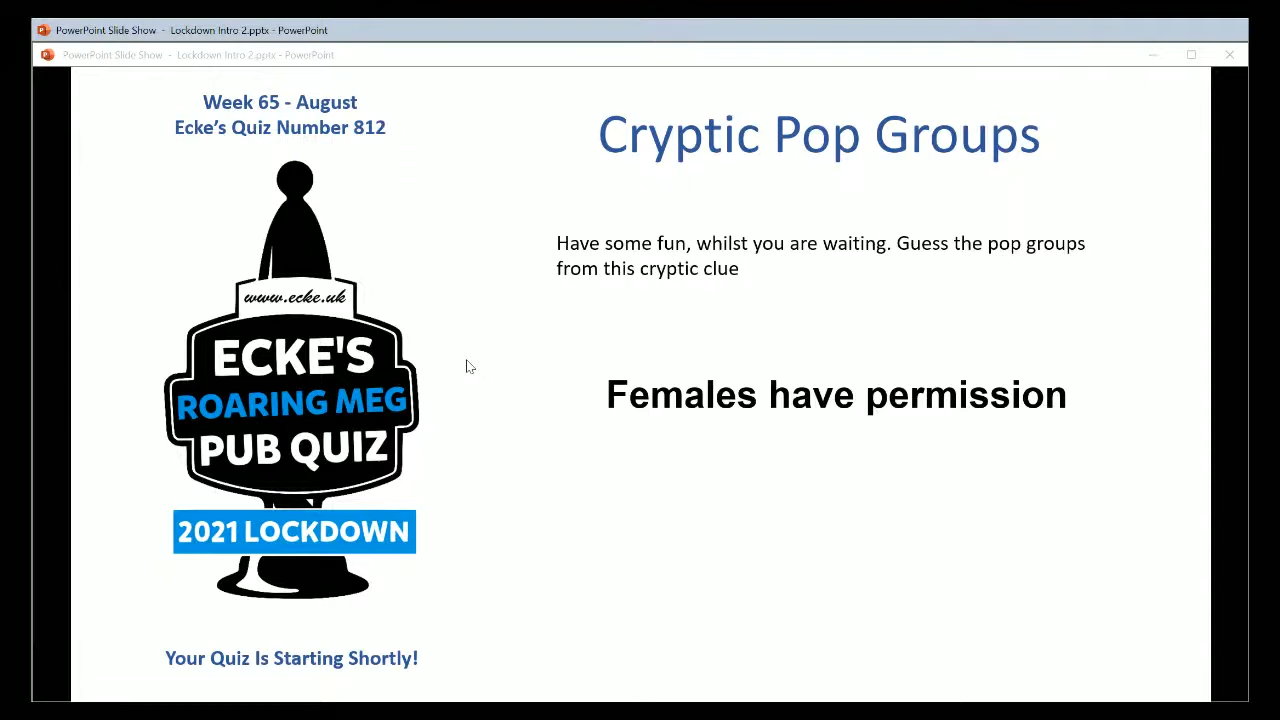 PowerPoint Slide Show - Lockdown Intro 2.pptx - PowerPoint
PowerPoint Slide Show - Lockdown Intro 2.pptx - PowerPoint
Week 65 - August
Ecke's Quiz Number 812
Cryptic Pop Groups
Have some fun, whilst you are waiting. Guess the pop groups
from this cryptic clue
www.ecke.uk
ECKE'S
ROARING MEG
PUB QUIZ
Females have permission
2021 LOCKDOWN
Your Quiz Is Starting Shortly!